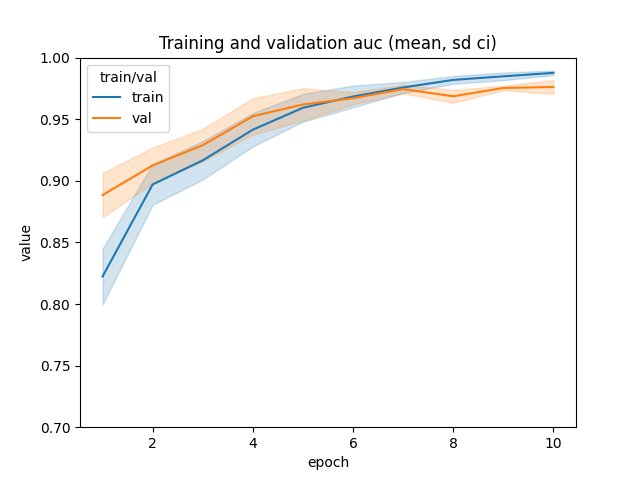 Training and validation auc (mean, sd ci)
1.00
0.95
0.90
0.85
0.80
0.75
0.70
value
train/val
train
val
2
4
6
8
10
epoch